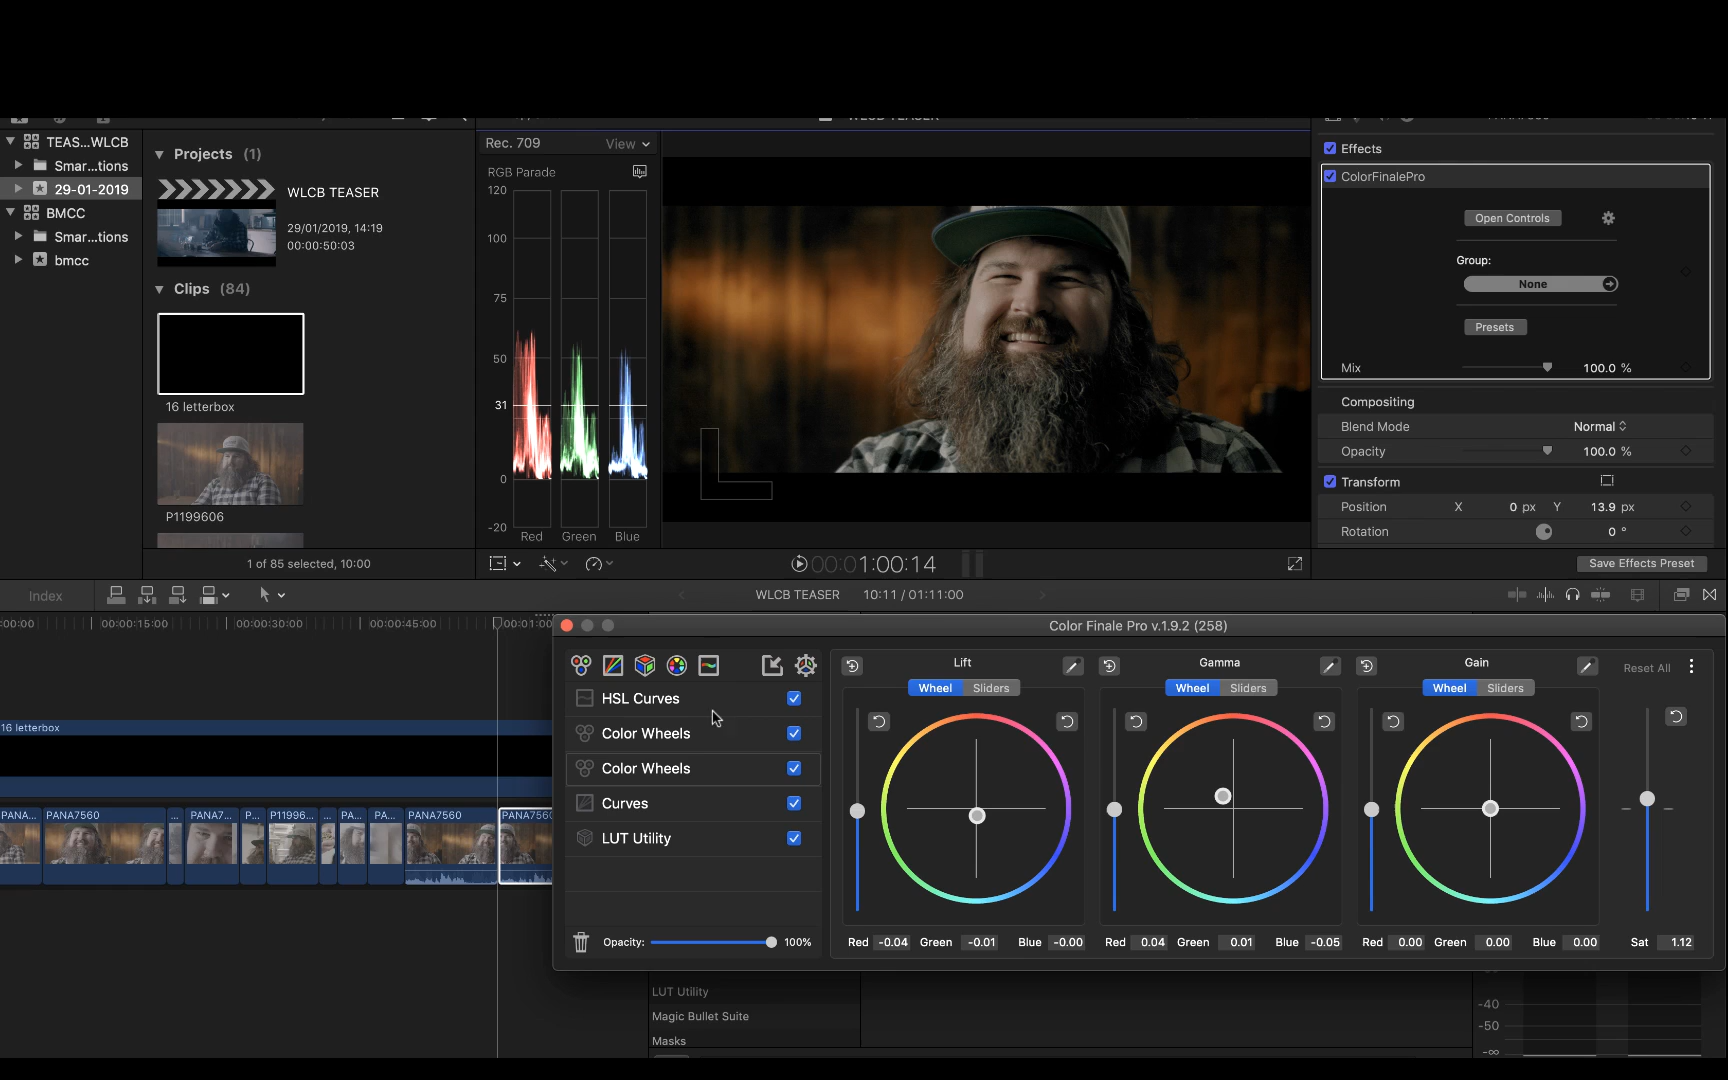 TEAS...WLCB
Smar...tions
29-01-2019
BMCC
Smar...tions
bmcc
Projects (1)
WLCB TEASER
29/01/2019, 14:19
00:00:50:03
Clips (84)
16 letterbox
P1199606
1 of 85 selected, 10:00
Rec. 709
View
RGB Parade
120
100
75
50
31
0
-20
Red Green Blue
00:00:1:00:14
Effects
ColorFinalePro
Open Controls
Group:
None
Presets
Mix 100.0 %
Compositing
Blend Mode Normal
Opacity 100.0 %
Transform
Position X 0 px Y 13.9 px
Rotation 0 °
Save Effects Preset
Index
WLCB TEASER 10:11 / 01:11:00
:00:00 00:00:15:00 00:00:30:00 00:00:45:00 00:01:00
16 letterbox
PANA... PANA7560 ... PANA7... P... P11996... ... PA... PA... PANA7560 PANA7560
Color Finale Pro v.1.9.2 (258)
HSL Curves
Color Wheels
Color Wheels
Curves
LUT Utility
Opacity: 100%
Lift
Wheel Sliders
Red -0.04 Green -0.01 Blue -0.00
Gamma
Wheel Sliders
Red 0.04 Green 0.01 Blue -0.05
Gain
Wheel Sliders
Red 0.00 Green 0.00 Blue 0.00
Reset All
Sat 1.12
LUT Utility
Magic Bullet Suite
Masks
-40
-50
-∞